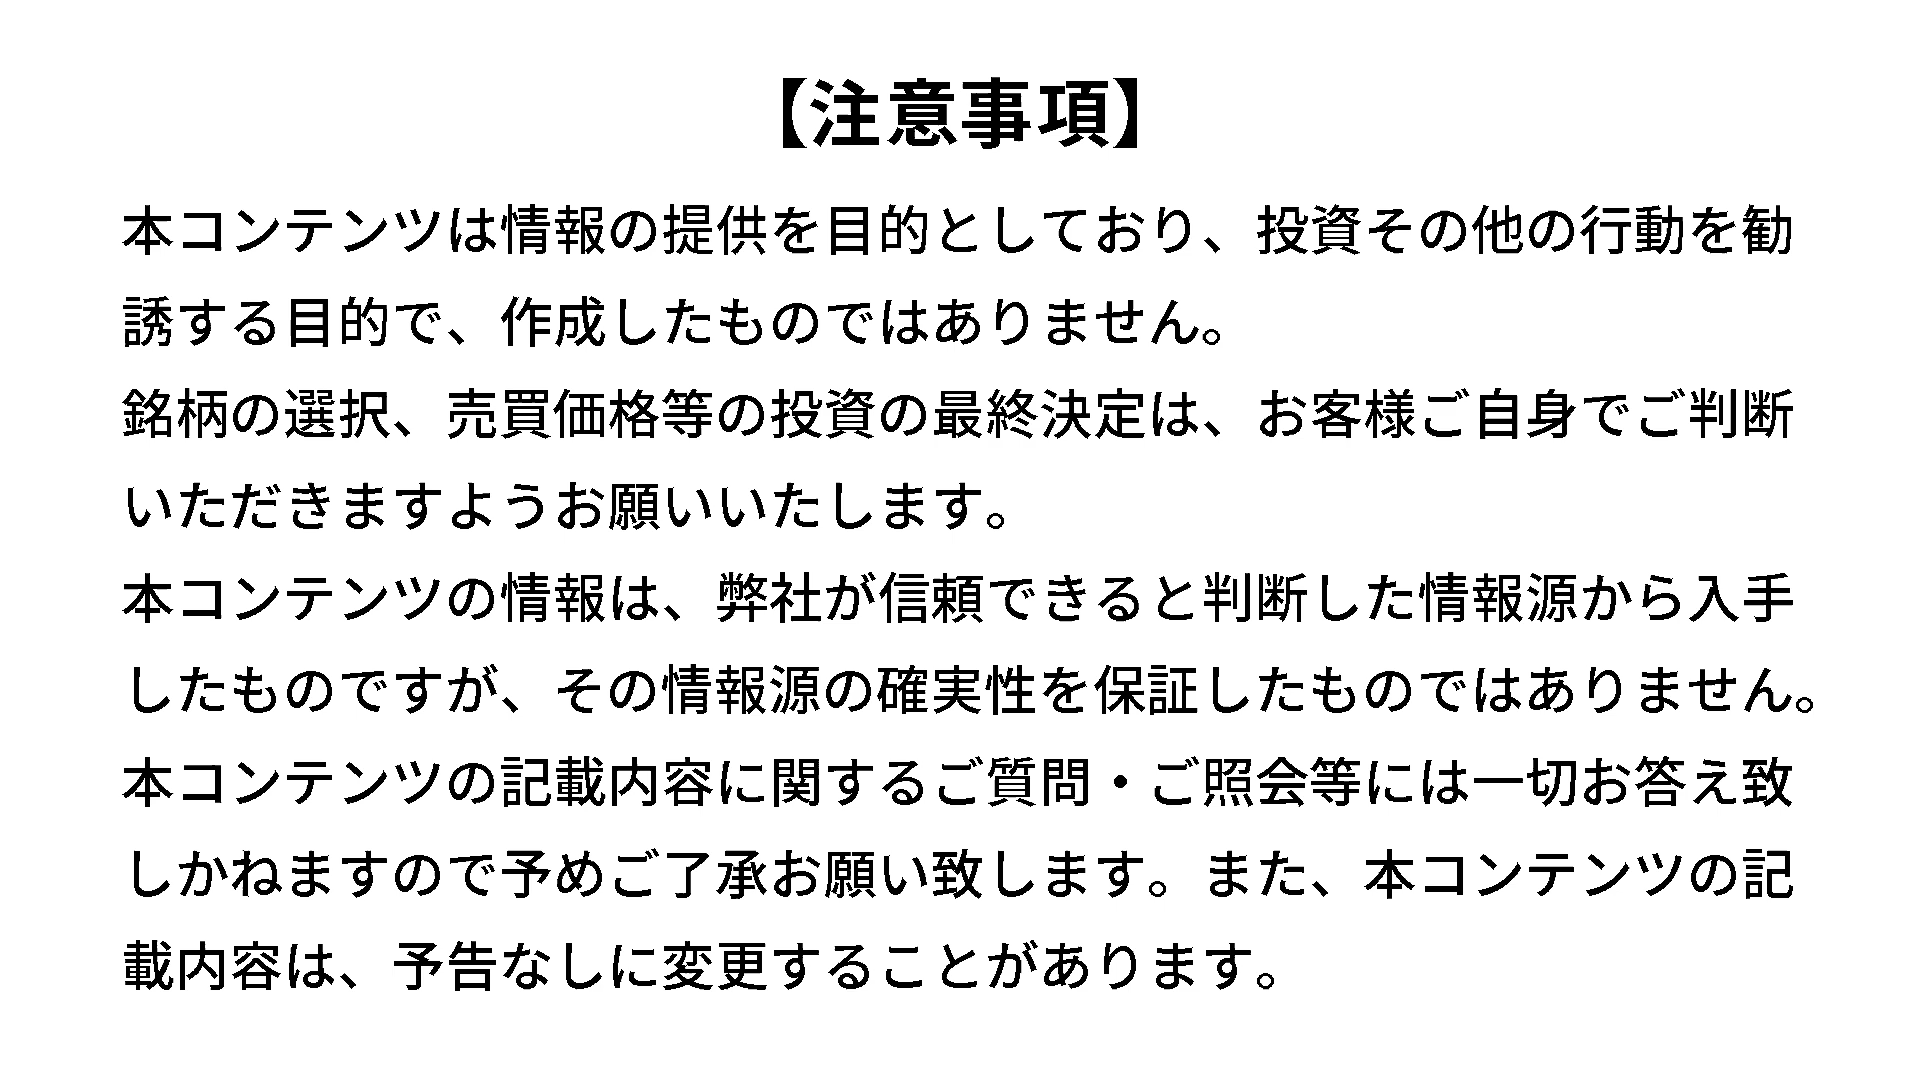 【注意事項】
本コンテンツは情報の提供を目的としており、投資その他の行動を勧
誘する目的で、作成したものではありません。
銘柄の選択、売買価格等の投資の最終決定は、お客様ご自身でご判断
いただきますようお願いいたします。
本コンテンツの情報は、弊社が信頼できると判断した情報源から入手
したものですが、その情報源の確実性を保証したものではありません。
本コンテンツの記載内容に関するご質問・ご照会等には一切お答え致
しかねますので予めご了承お願い致します。また、本コンテンツの記
載内容は、予告なしに変更することがあります。